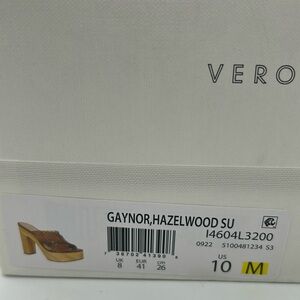 VERO
GAYNOR,HAZELWOOD SU
I4604L3200
0922 5100481234 S3
UK EUR CM
8 41 26
US
10 M